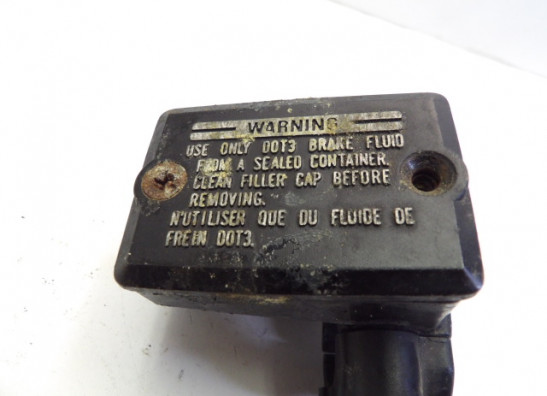 WARNING
USE ONLY DOT3 BRAKE FLUID
FROM A SEALED CONTAINER.
CLEAN FILLER CAP BEFORE
REMOVING.
N'UTILISER QUE DU FLUIDE DE
FREIN DOT3.